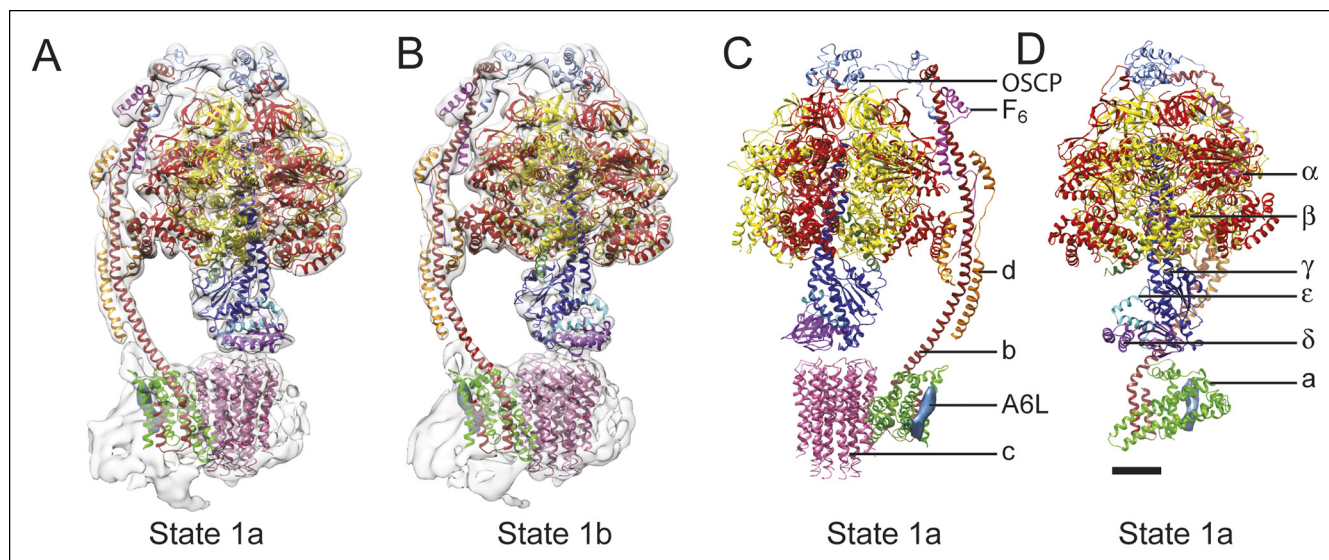 A
B
C
D
OSCP
F₆
α
β
γ
d
ε
δ
b
a
A6L
c
State 1a
State 1b
State 1a
State 1a